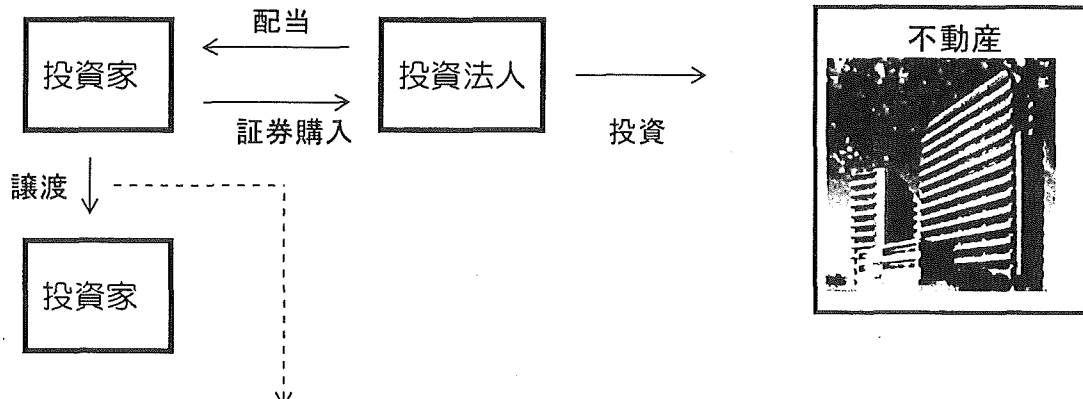 配当
不動産
投資家
投資法人
証券購入
投資
譲渡
投資家